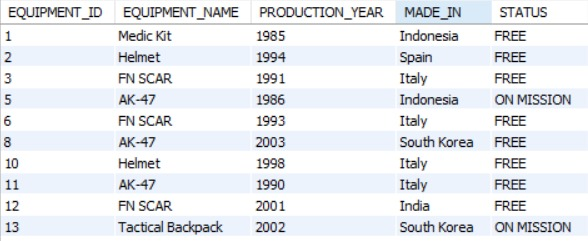 EQUIPMENT_ID EQUIPMENT_NAME PRODUCTION_YEAR MADE_IN STATUS
1 Medic Kit 1985 Indonesia FREE
2 Helmet 1994 Spain FREE
3 FN SCAR 1991 Italy FREE
5 AK-47 1986 Indonesia ON MISSION
6 FN SCAR 1993 Italy FREE
8 AK-47 2003 South Korea FREE
10 Helmet 1998 Italy FREE
11 AK-47 1990 Italy FREE
12 FN SCAR 2001 India FREE
13 Tactical Backpack 2002 South Korea ON MISSION